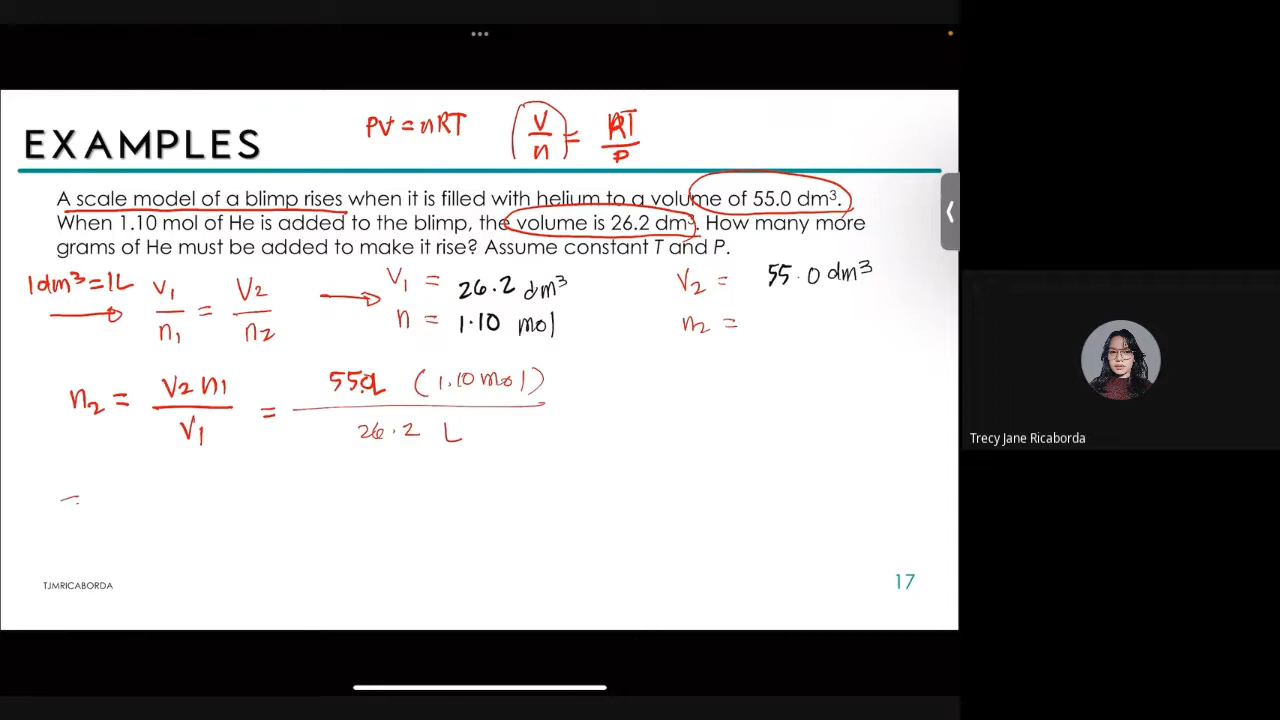 PV = nRT
V/n = RT/P
EXAMPLES
A scale model of a blimp rises when it is filled with helium to a volume of 55.0 dm³.
When 1.10 mol of He is added to the blimp, the volume is 26.2 dm³. How many more
grams of He must be added to make it rise? Assume constant T and P.
1dm³=1L
V1/n1 = V2/n2
V1 = 26.2 dm³
n = 1.10 mol
V2 = 55.0 dm³
n2 =
n2 = V2 n1/V1 = 55.0L (1.10 mol)/26.2 L
TJMRICABORDA
17
Trecy Jane Ricaborda